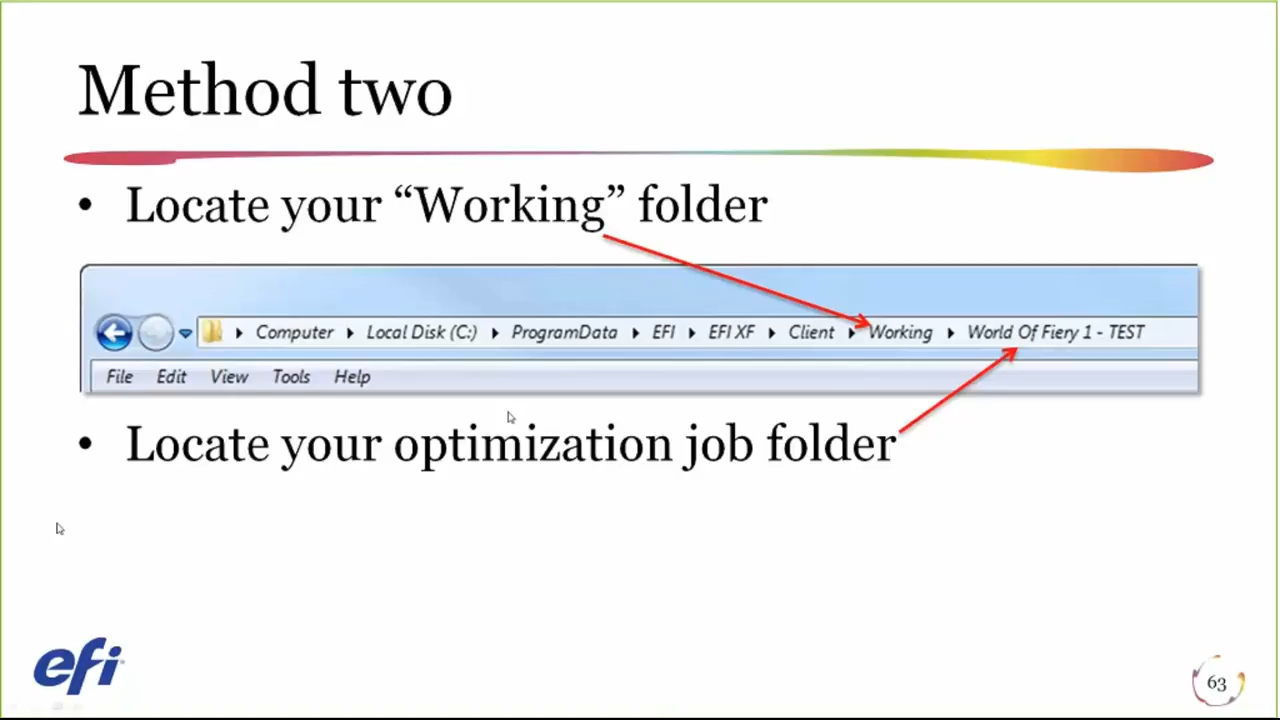 Method two
• Locate your “Working” folder
Computer Local Disk (C:) ProgramData EFI EFI XF Client Working World Of Fiery 1 - TEST
File Edit View Tools Help
• Locate your optimization job folder
efi
63